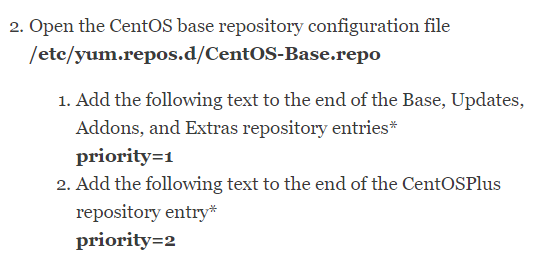 2. Open the CentOS base repository configuration file
/etc/yum.repos.d/CentOS-Base.repo
1. Add the following text to the end of the Base, Updates,
Addons, and Extras repository entries*
priority=1
2. Add the following text to the end of the CentOSPlus
repository entry*
priority=2